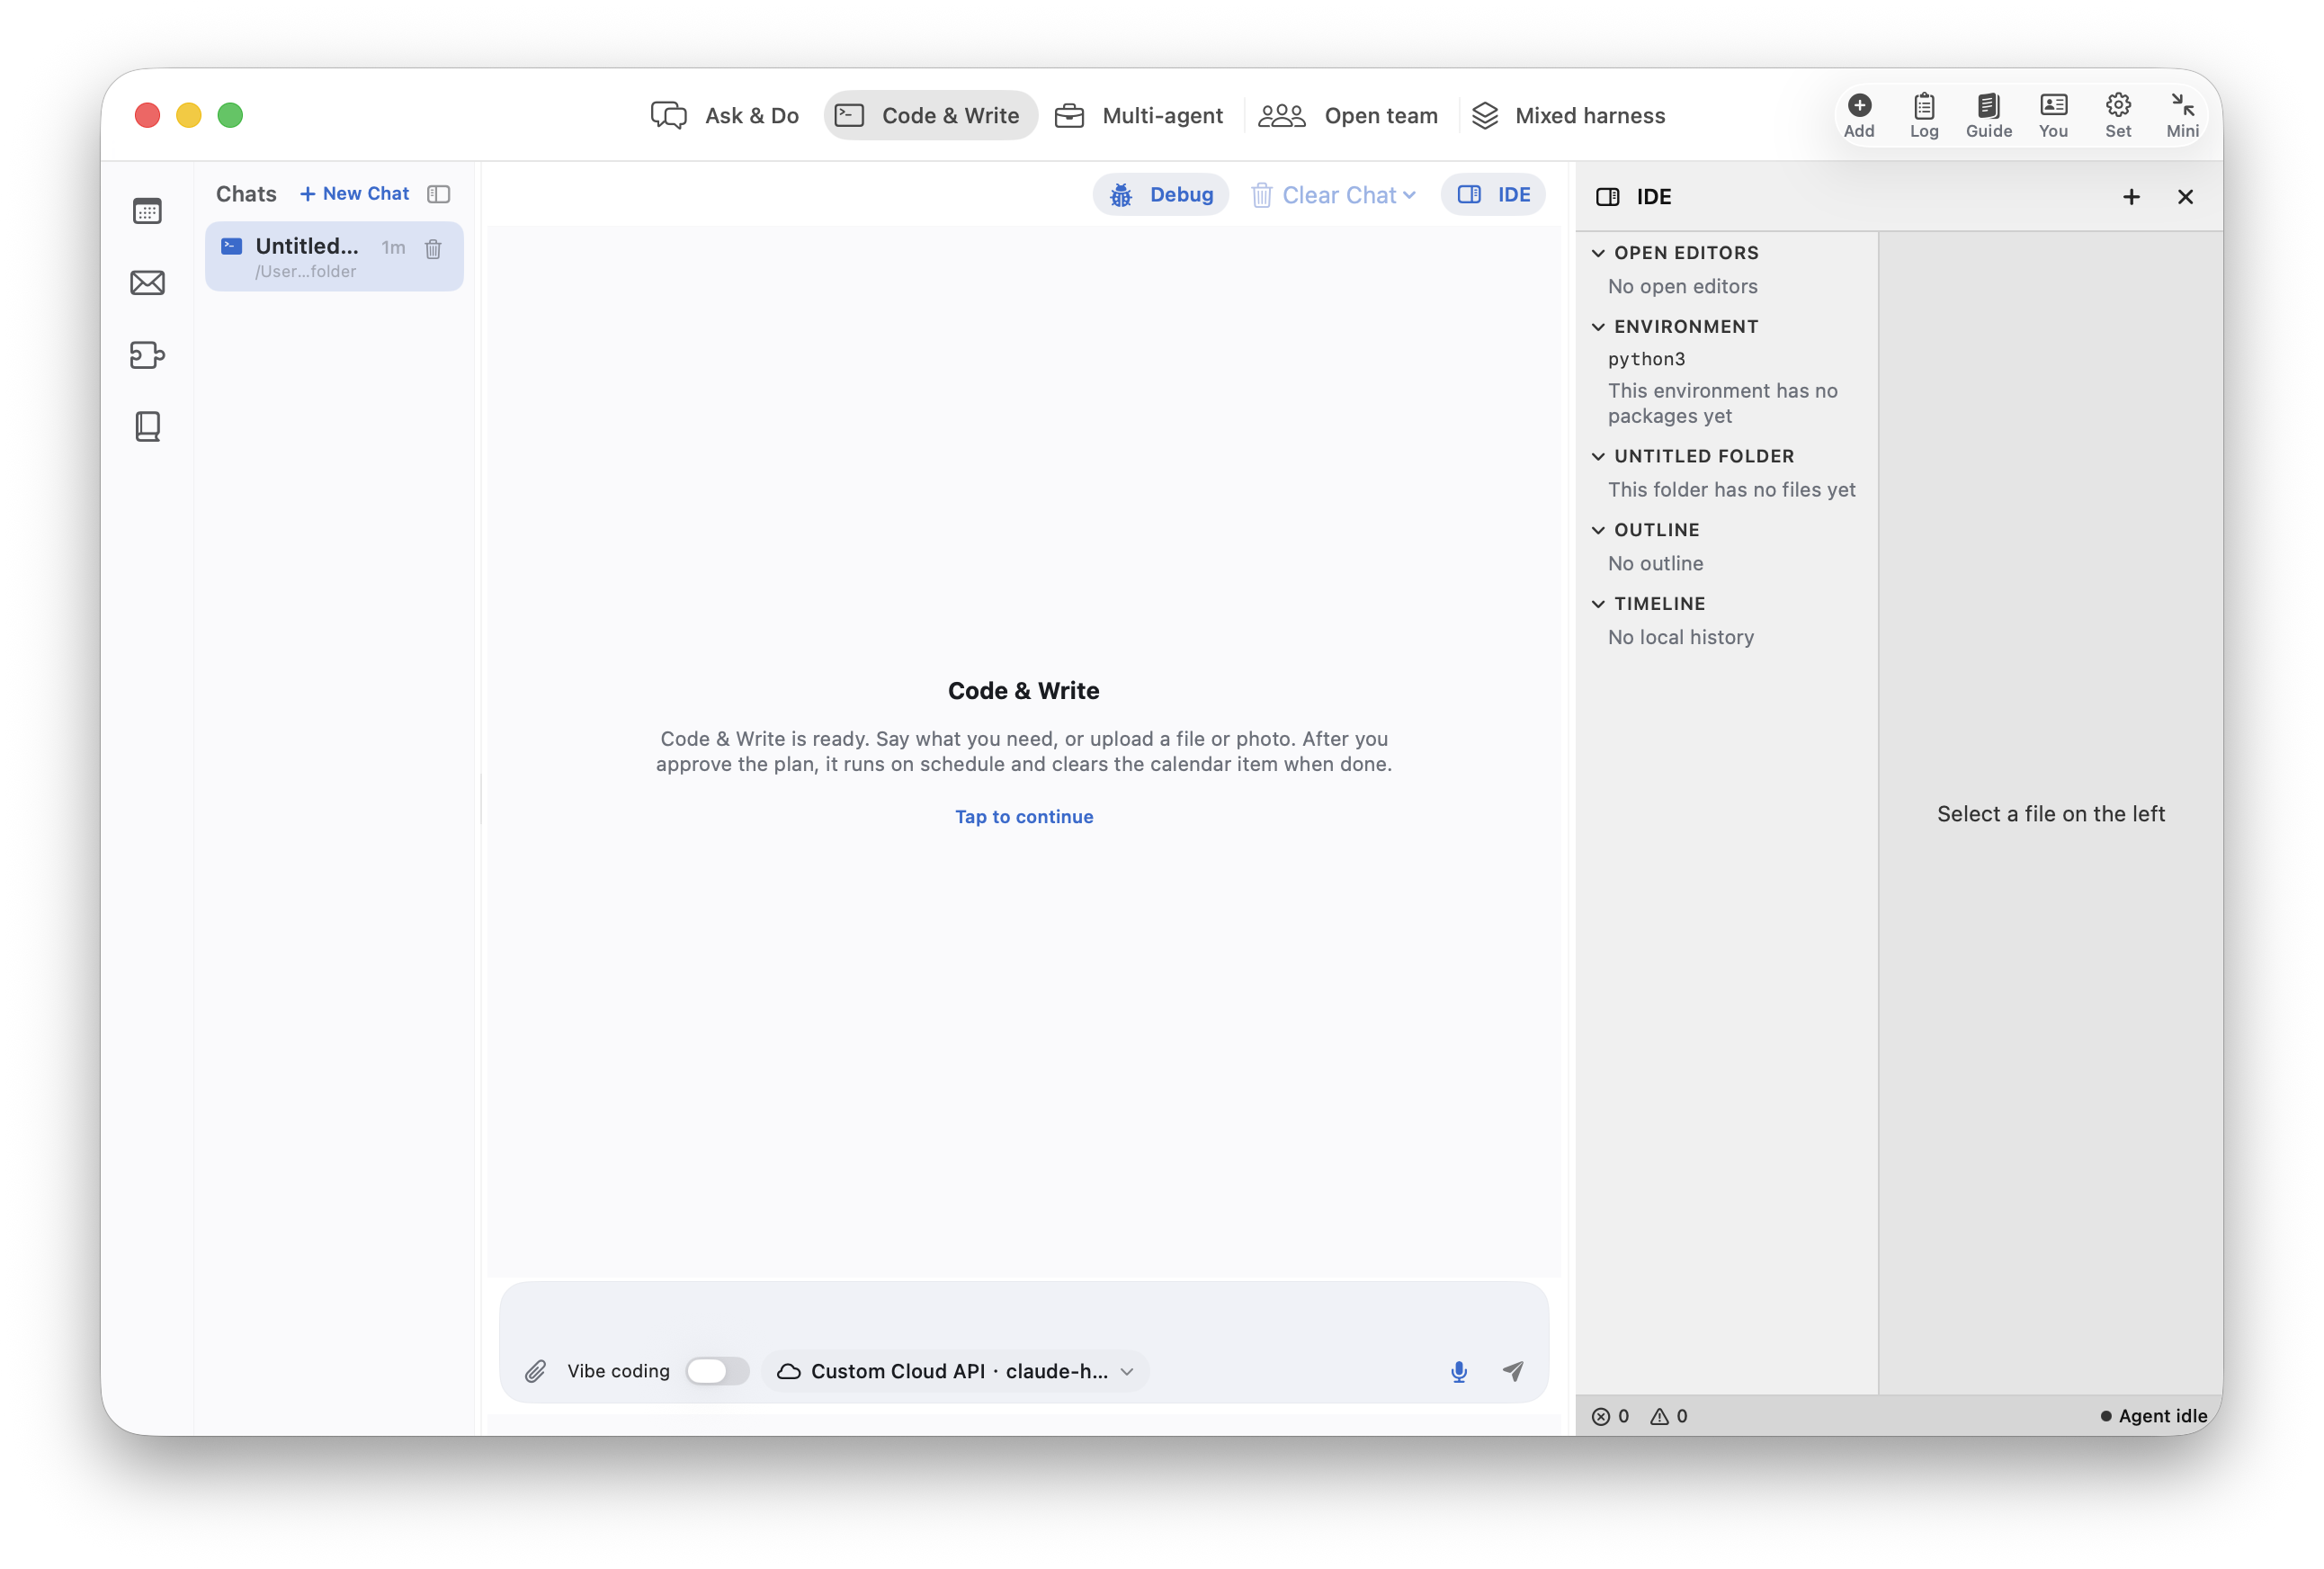 Ask & Do
Code & Write
Multi-agent
Open team
Mixed harness
Add
Log
Guide
You
Set
Mini
Chats
+ New Chat
Untitled...
1m
/User...folder
Debug
Clear Chat
IDE
Code & Write
Code & Write is ready. Say what you need, or upload a file or photo. After you
approve the plan, it runs on schedule and clears the calendar item when done.
Tap to continue
Vibe coding
Custom Cloud API · claude-h...
IDE
OPEN EDITORS
No open editors
ENVIRONMENT
python3
This environment has no
packages yet
UNTITLED FOLDER
This folder has no files yet
OUTLINE
No outline
TIMELINE
No local history
Select a file on the left
0
0
Agent idle